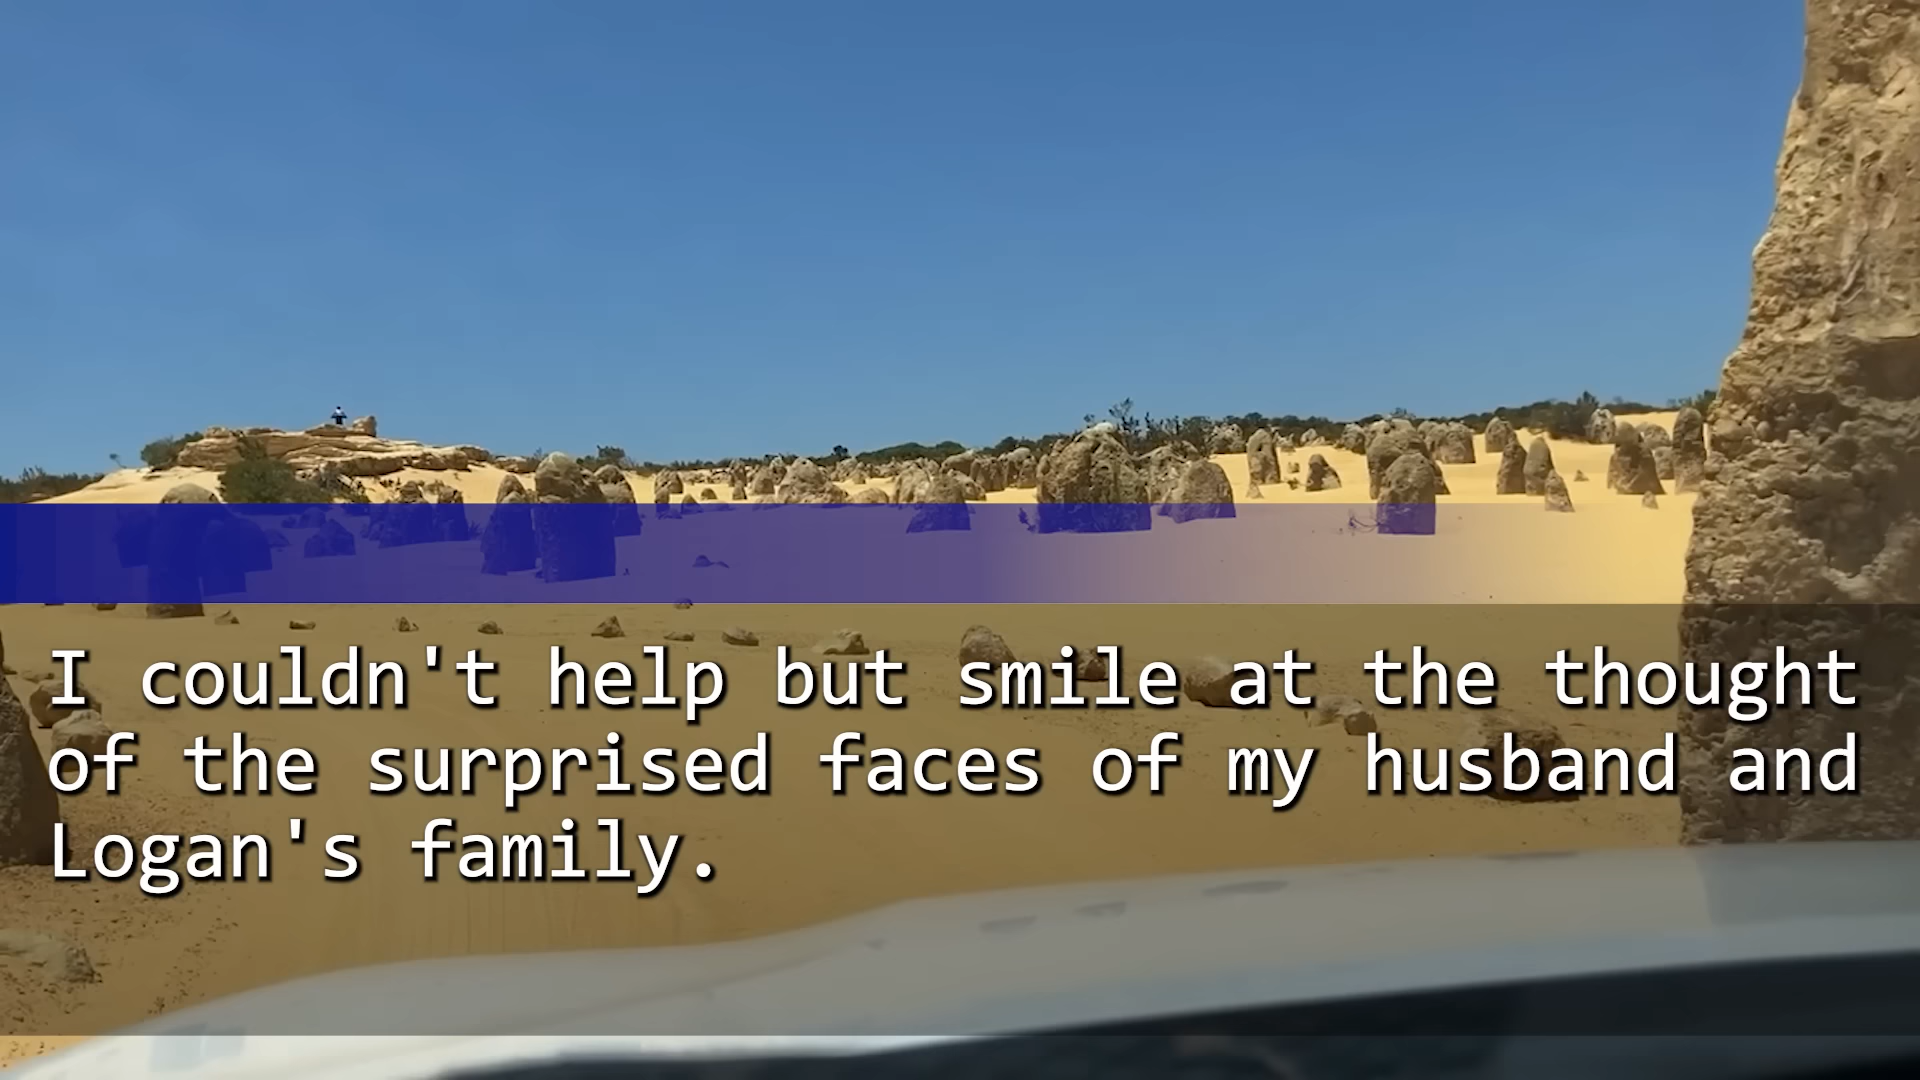 I couldn't help but smile at the thought
of the surprised faces of my husband and
Logan's family.